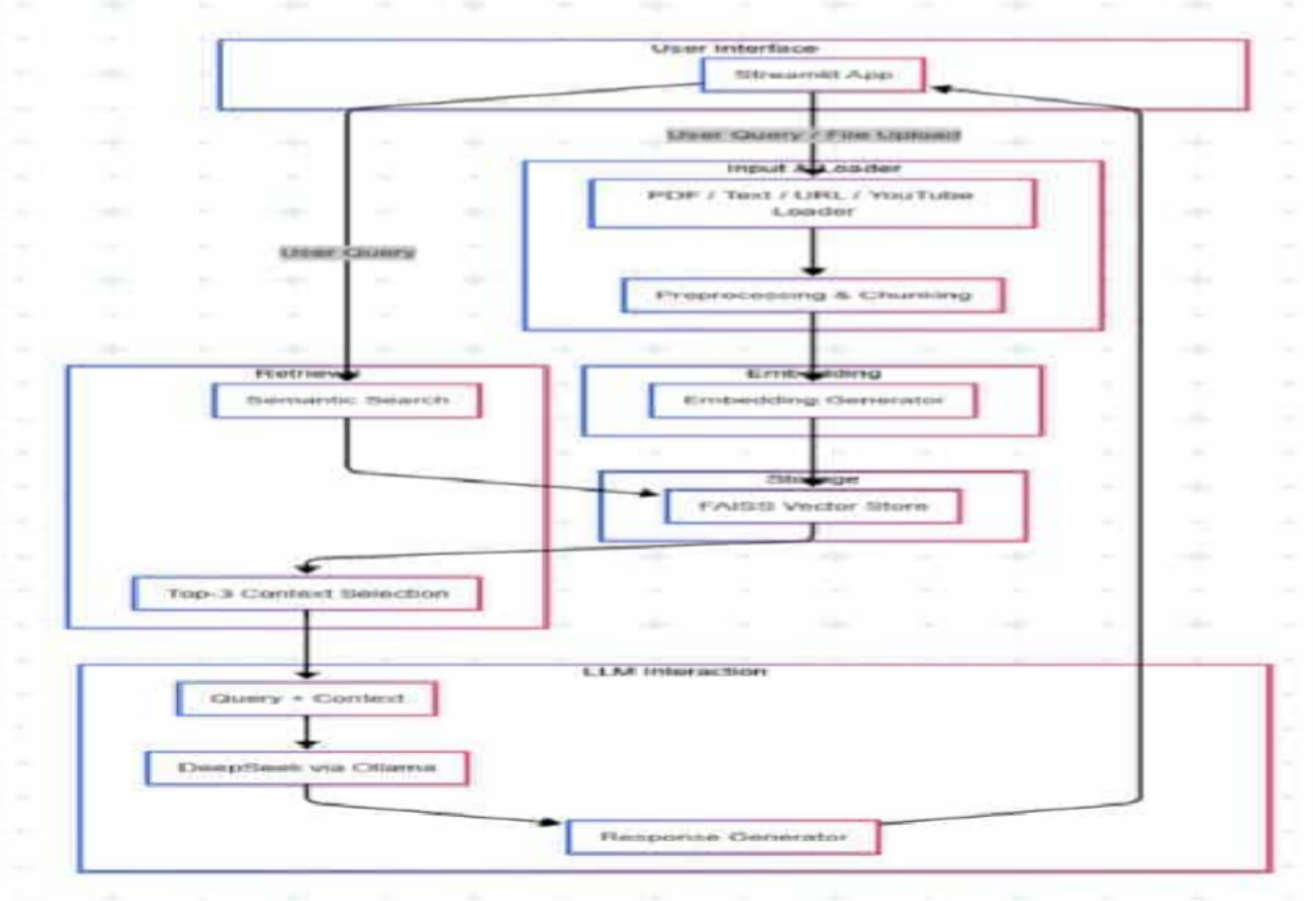 User Interface
Streamlit App
User Query / File Upload
Input & Loader
PDF / Text / URL / YouTube
Loader
User Query
Preprocessing & Chunking
Retrieval
Embedding
Semantic Search
Embedding Generator
Storage
FAISS Vector Store
Top-3 Context Selection
LLM Interaction
Query + Context
DeepSeek via Ollama
Response Generator